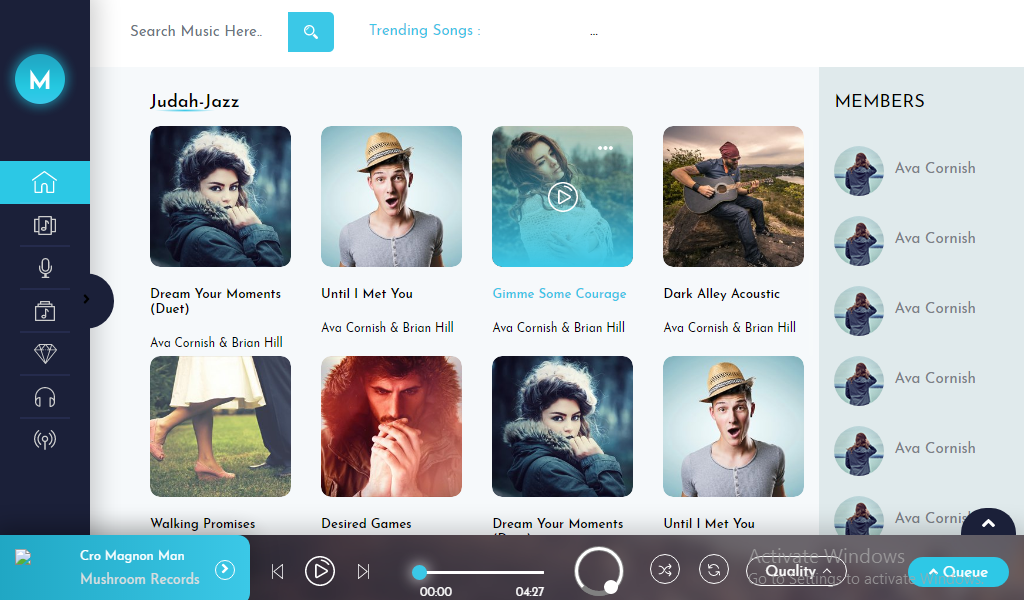 Search Music Here..
Trending Songs :
...
M
Judah-Jazz
MEMBERS
Dream Your Moments
(Duet)
Ava Cornish & Brian Hill
Until I Met You
Ava Cornish & Brian Hill
Gimme Some Courage
Ava Cornish & Brian Hill
Dark Alley Acoustic
Ava Cornish & Brian Hill
Walking Promises
Desired Games
Dream Your Moments
(Duet)
Until I Met You
Ava Cornish
Ava Cornish
Ava Cornish
Ava Cornish
Ava Cornish
Ava Cornish
Cro Magnon Man
Mushroom Records
00:00
04:27
Quality
Queue
Activate Windows
Go to Settings to activate Windows.